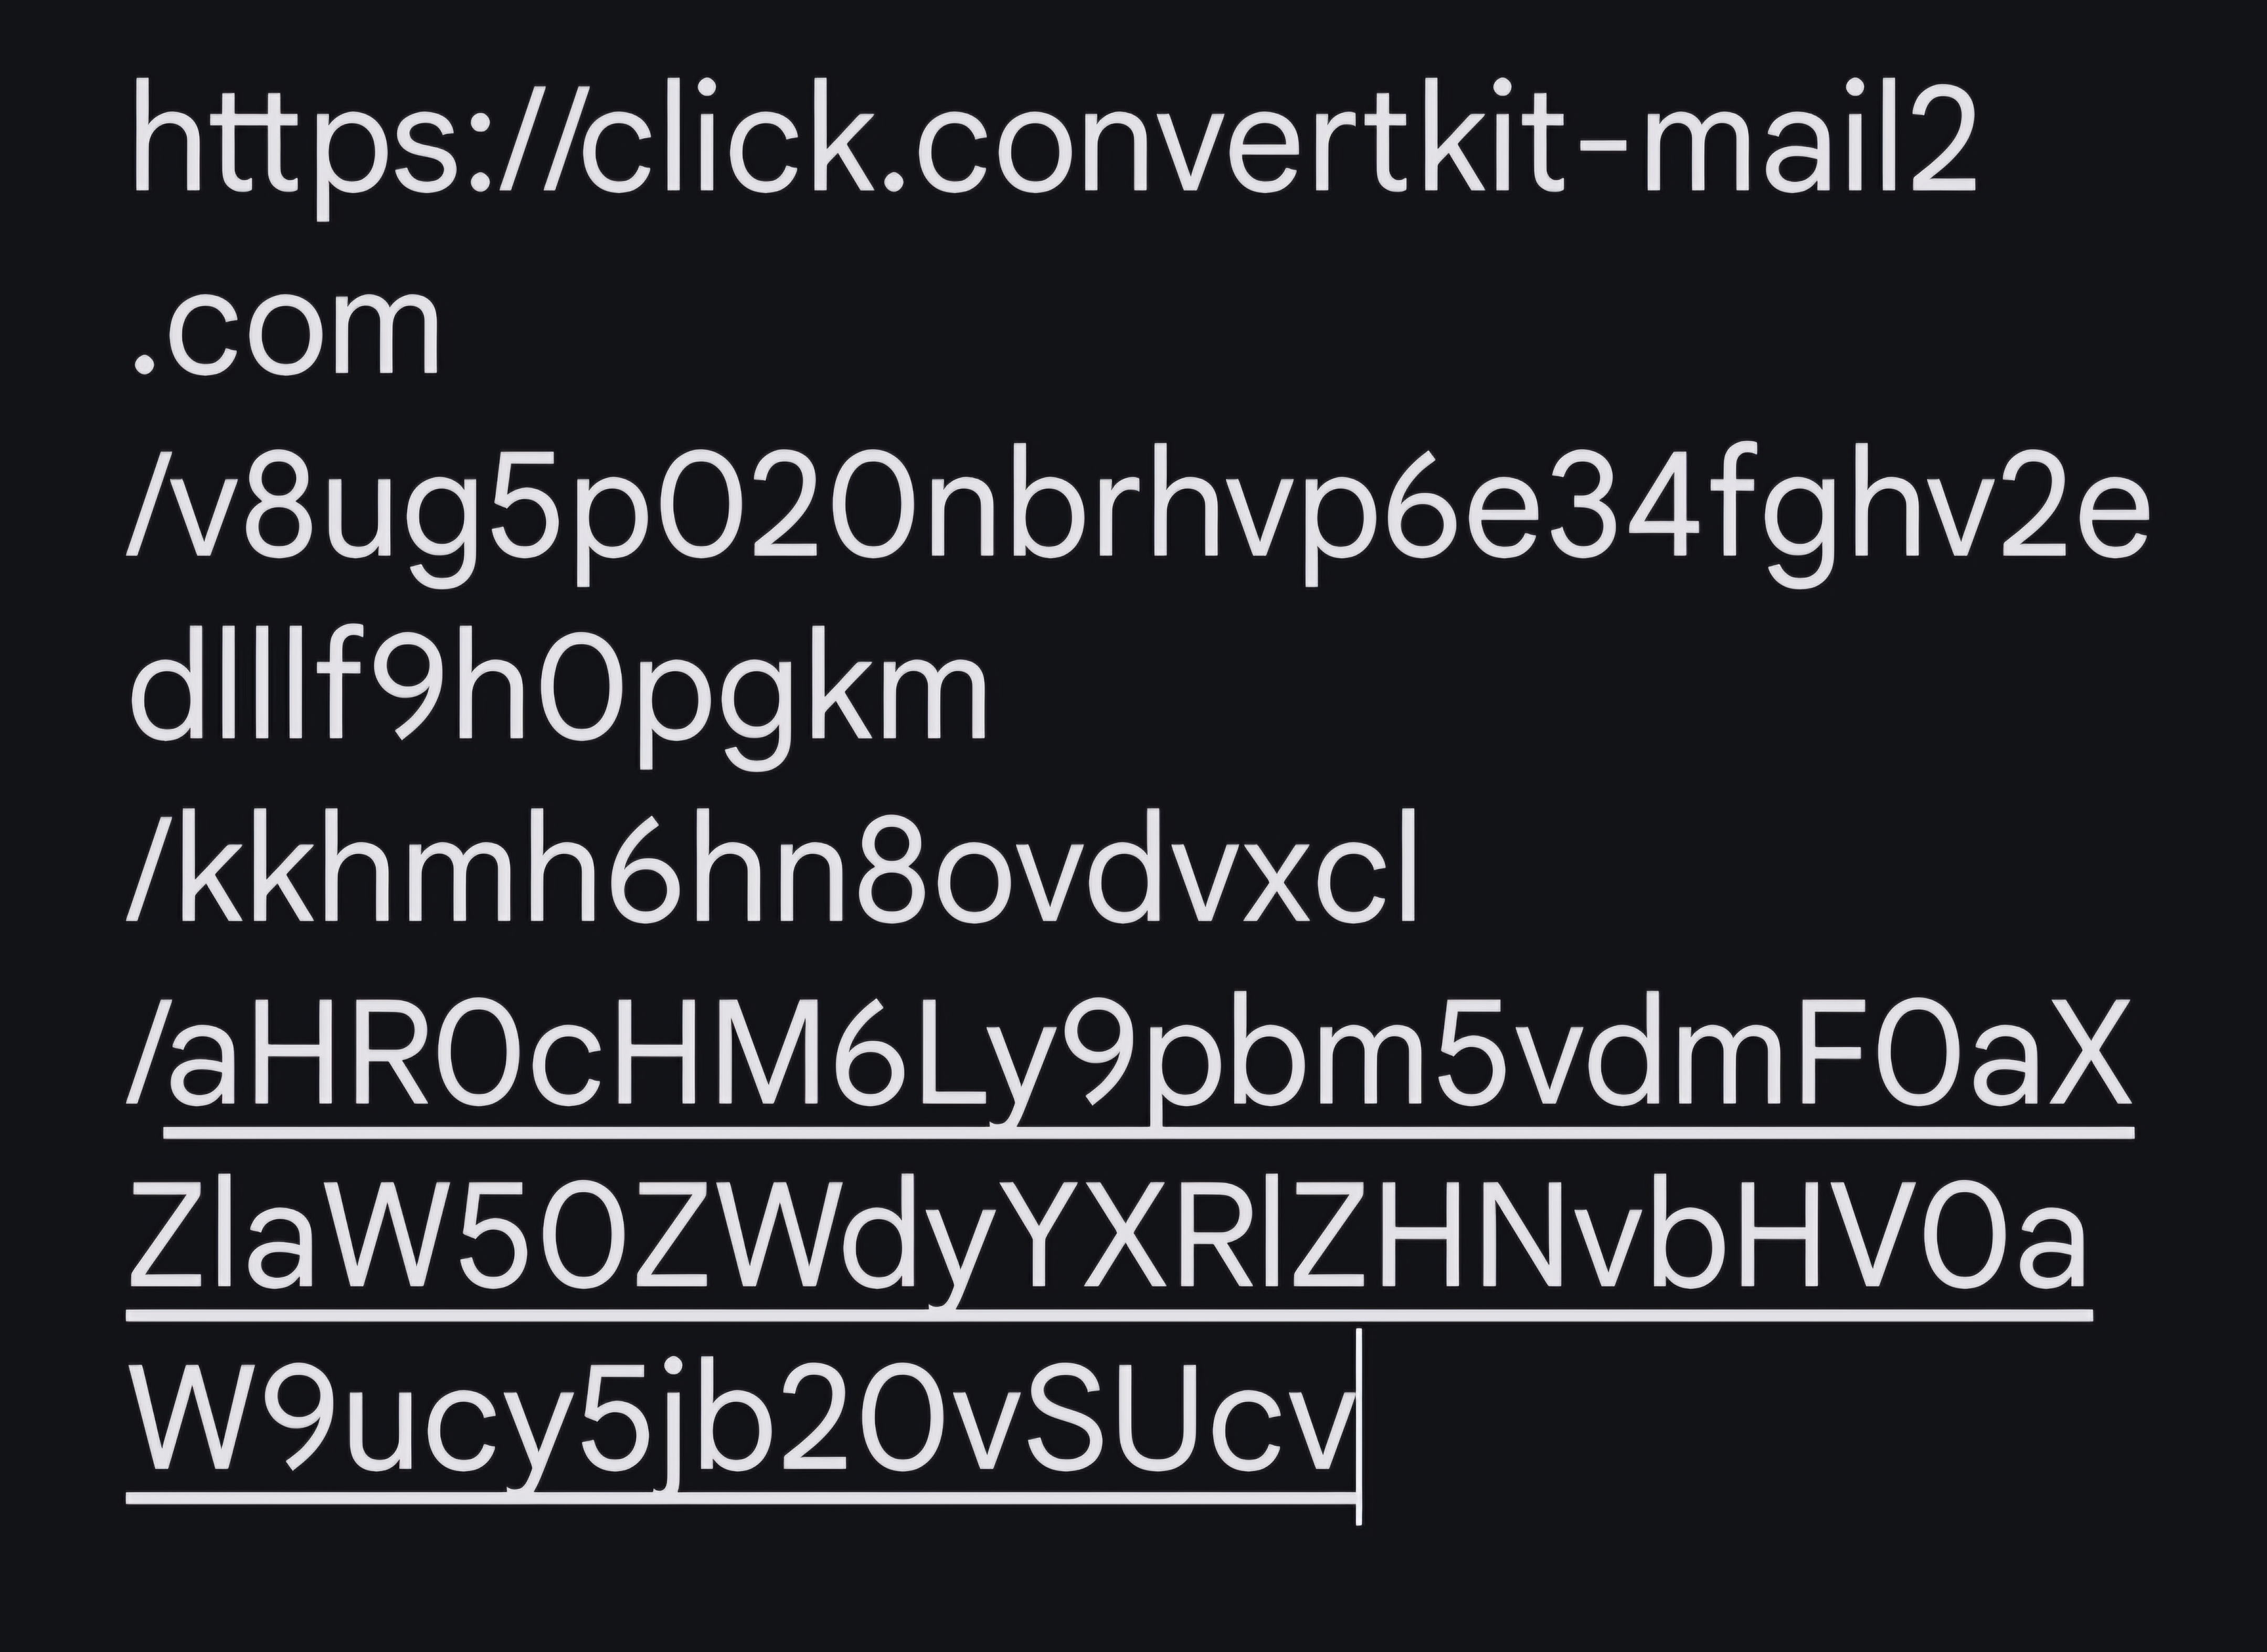 https://click.convertkit-mail2
.com
/v8ug5p020nbrhvp6e34fghv2e
dlllf9h0pgkm
/kkhmh6hn8ovdvxcl
/aHR0cHM6Ly9pbm5vdmF0aX
ZlaW50ZWdyYXRlZHNvbHV0a
W9ucy5jb20vSUcv